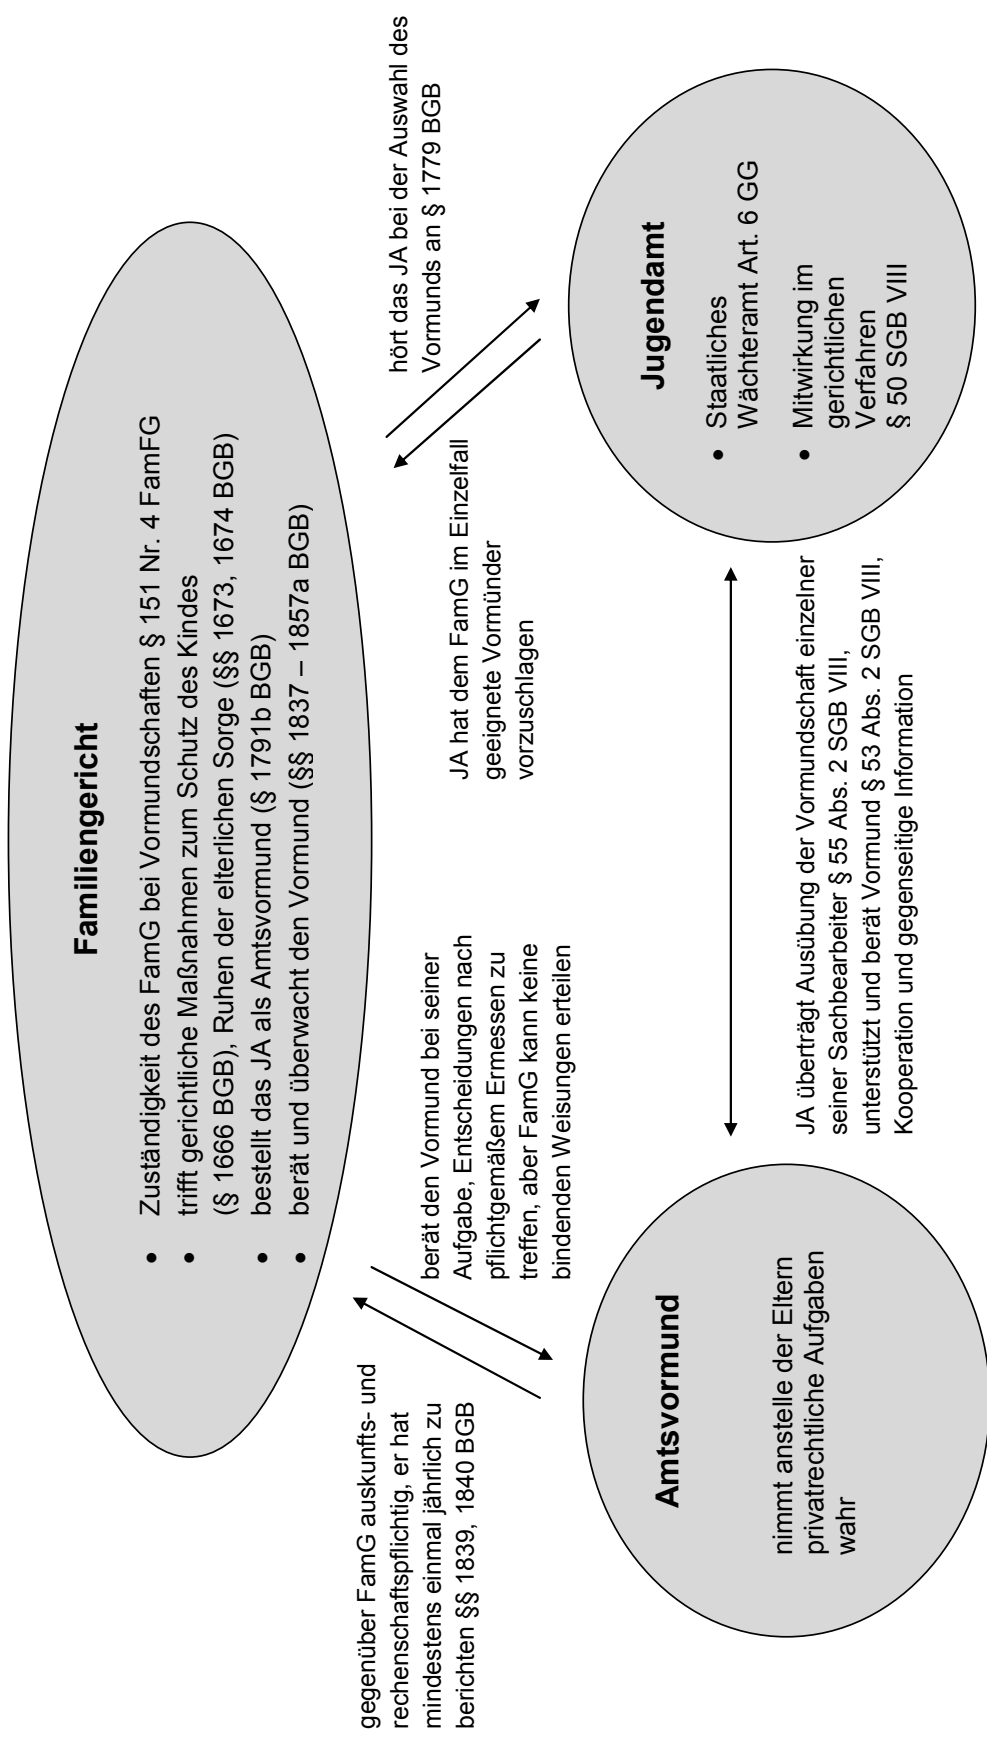 Familiengericht
• Zuständigkeit des FamG bei Vormundschaften § 151 Nr. 4 FamFG
• trifft gerichtliche Maßnahmen zum Schutz des Kindes
(§ 1666 BGB), Ruhen der elterlichen Sorge (§§ 1673, 1674 BGB)
• bestellt das JA als Amtsvormund (§ 1791b BGB)
• berät und überwacht den Vormund (§§ 1837 – 1857a BGB)
gegenüber FamG auskunfts- und
rechenschaftspflichtig, er hat
mindestens einmal jährlich zu
berichten §§ 1839, 1840 BGB
berät den Vormund bei seiner
Aufgabe, Entscheidungen nach
pflichtgemäßem Ermessen zu
treffen, aber FamG kann keine
bindenden Weisungen erteilen
JA hat dem FamG im Einzelfall
geeignete Vormünder
vorzuschlagen
hört das JA bei der Auswahl des
Vormunds an § 1779 BGB
Amtsvormund
nimmt anstelle der Eltern
privatrechtliche Aufgaben
wahr
JA überträgt Ausübung der Vormundschaft einzelner
seiner Sachbearbeiter § 55 Abs. 2 SGB VIII,
unterstützt und berät Vormund § 53 Abs. 2 SGB VIII,
Kooperation und gegenseitige Information
Jugendamt
• Staatliches
Wächteramt Art. 6 GG
• Mitwirkung im
gerichtlichen
Verfahren
§ 50 SGB VIII